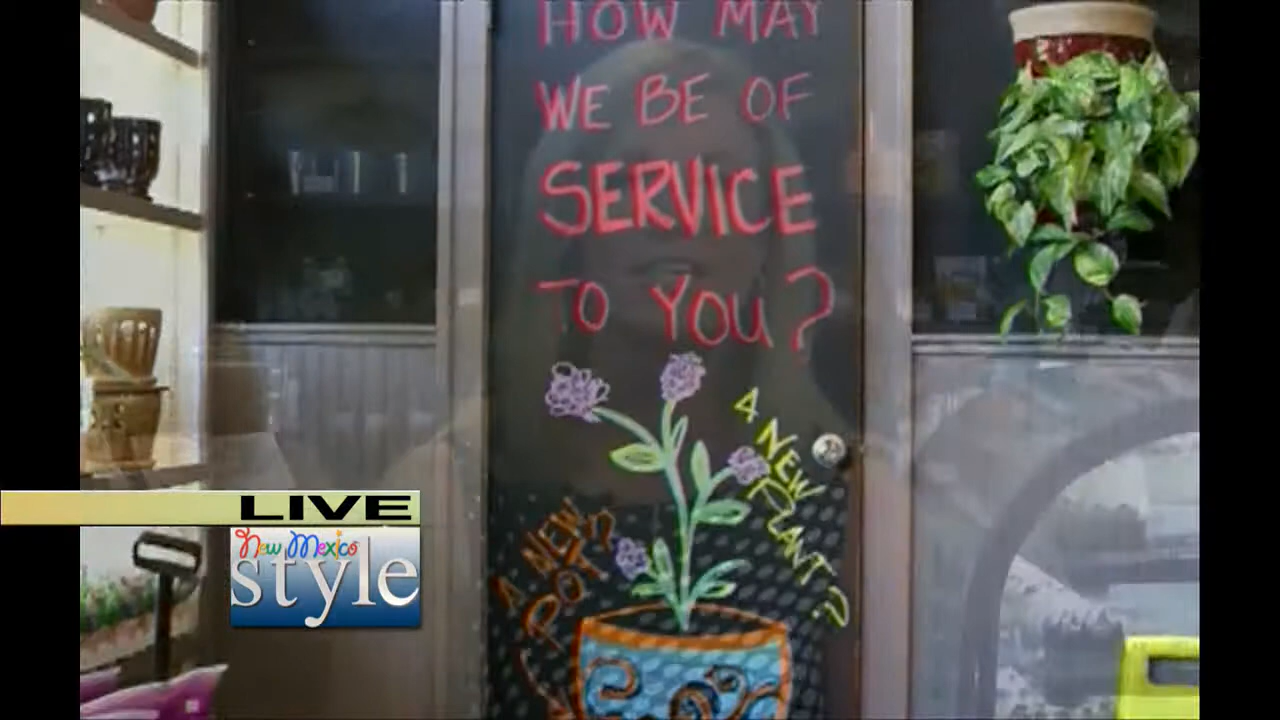 HOW MAY
WE BE OF
SERVICE
TO YOU?
A NEW
PLANT?
A NEW
POT?
LIVE
New Mexico
style